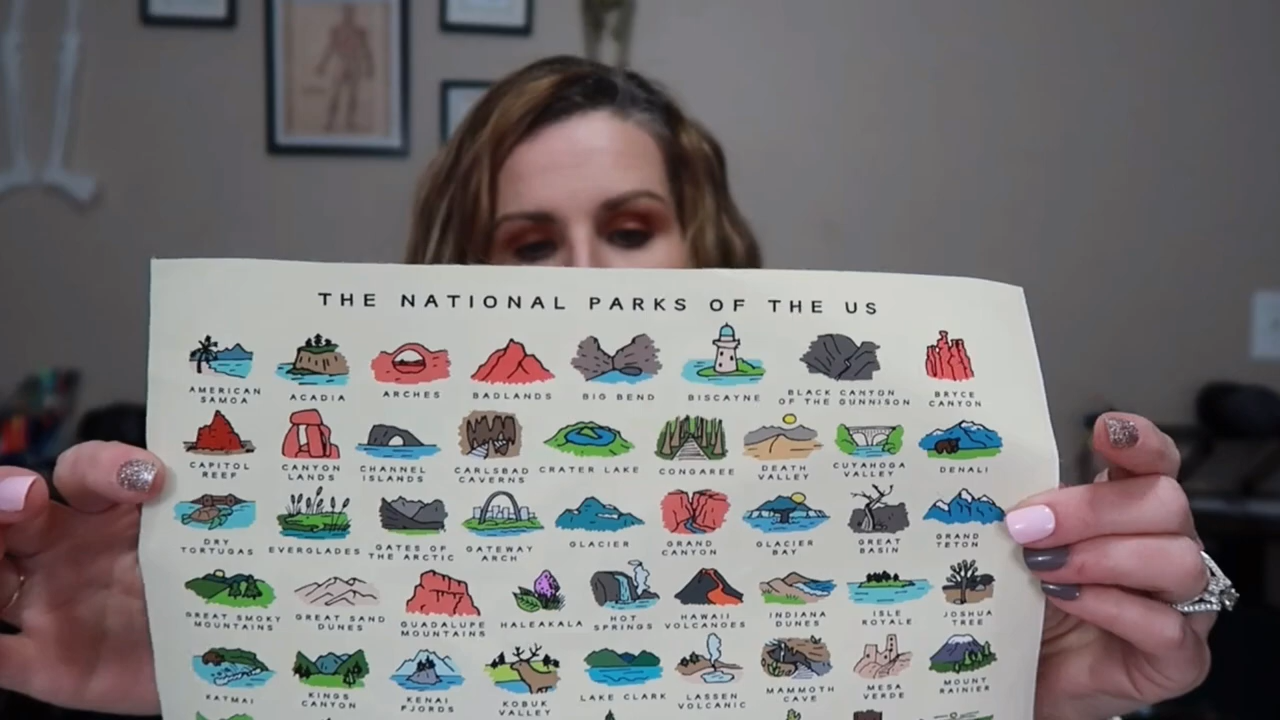 THE NATIONAL PARKS OF THE US
AMERICAN SAMOA
ACADIA
ARCHES
BADLANDS
BIG BEND
BISCAYNE
BLACK CANYON OF THE GUNNISON
BRYCE CANYON
CAPITOL REEF
CANYON LANDS
CHANNEL ISLANDS
CARLSBAD CAVERNS
CRATER LAKE
CONGAREE
DEATH VALLEY
CUYAHOGA VALLEY
DENALI
DRY TORTUGAS
EVERGLADES
GATES OF THE ARCTIC
GATEWAY ARCH
GLACIER
GRAND CANYON
GLACIER BAY
GREAT BASIN
GRAND TETON
GREAT SMOKY MOUNTAINS
GREAT SAND DUNES
GUADALUPE MOUNTAINS
HALEAKALA
HOT SPRINGS
HAWAII VOLCANOES
INDIANA DUNES
ISLE ROYALE
JOSHUA TREE
KATMAI
KINGS CANYON
KENAI FJORDS
KOBUK VALLEY
LAKE CLARK
LASSEN VOLCANIC
MAMMOTH CAVE
MESA VERDE
MOUNT RAINIER